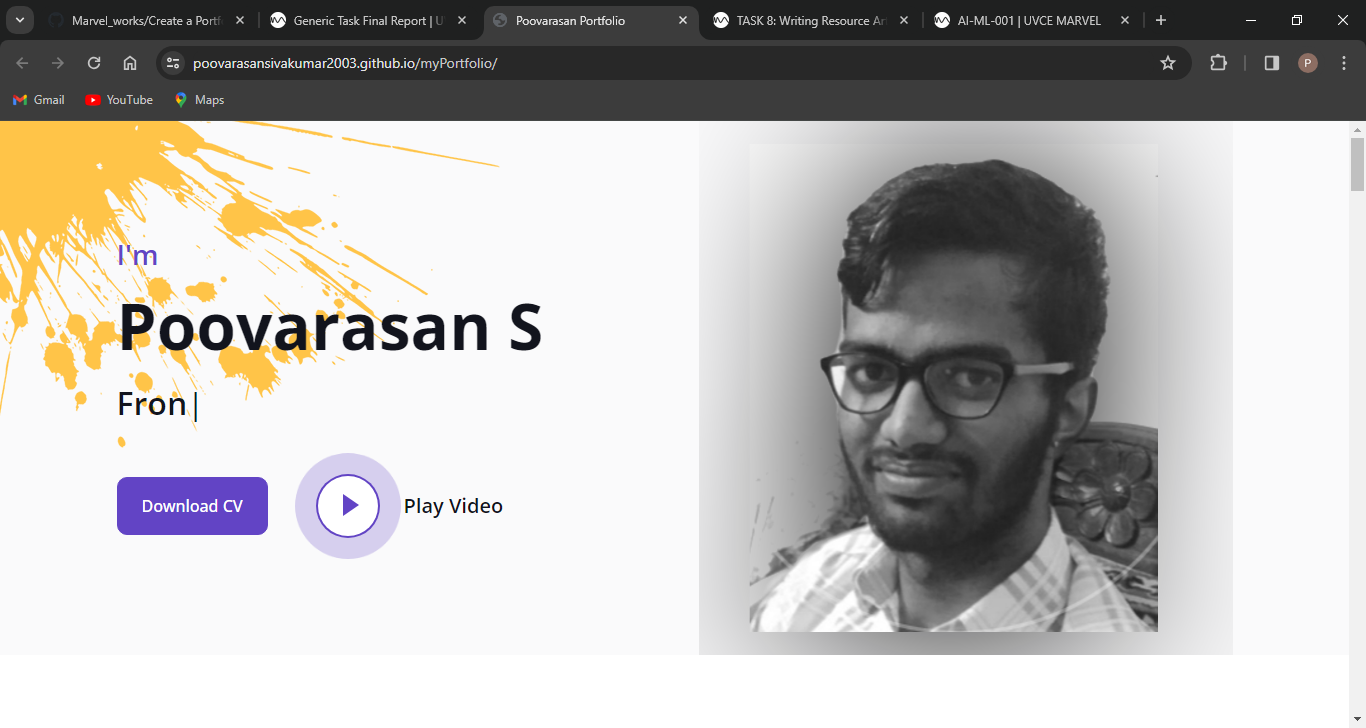 Marvel_works/Create a Portf
Generic Task Final Report | U
Poovarasan Portfolio
TASK 8: Writing Resource Ar
AI-ML-001 | UVCE MARVEL
poovarasansivakumar2003.github.io/myPortfolio/
P
Gmail
YouTube
Maps
I'm
Poovarasan S
Fron|
Download CV
Play Video